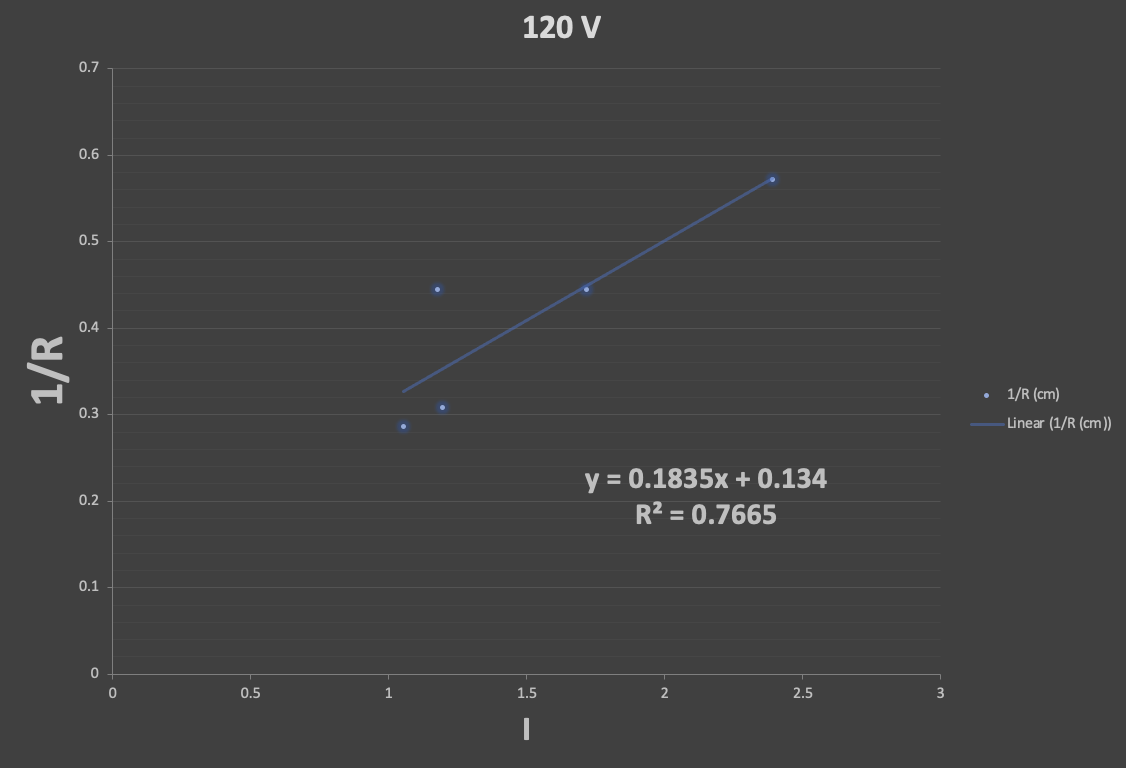 120 V
0.7
0.6
0.5
0.4
0.3
0.2
0.1
0
1/R
y = 0.1835x + 0.134
R² = 0.7665
1/R (cm)
Linear (1/R (cm))
0 0.5 1 1.5 2 2.5 3
I